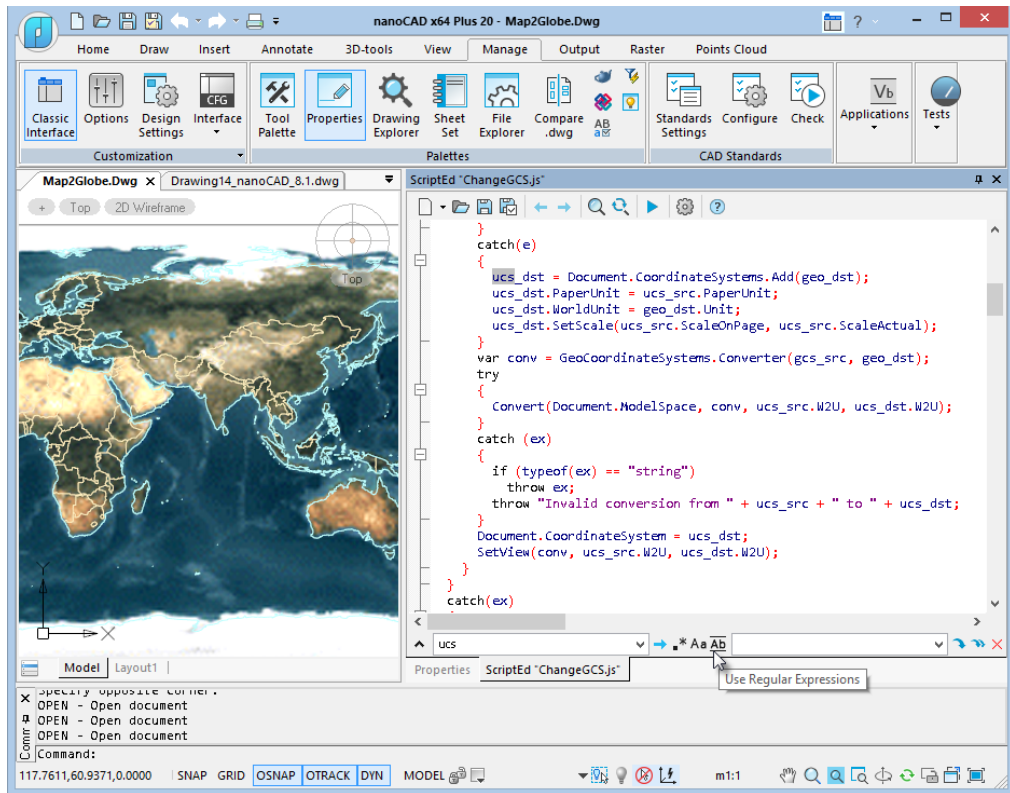 nanoCAD x64 Plus 20 - Map2Globe.Dwg
?
Home Draw Insert Annotate 3D-tools View Manage Output Raster Points Cloud
CFG AB Vb
Classic Interface Options Design Settings Interface Tool Palette Properties Drawing Explorer Sheet Set File Explorer Compare .dwg Standards Settings Configure Check Applications Tests
Customization Palettes CAD Standards
Map2Globe.Dwg X Drawing14_nanoCAD_8.1.dwg
ScriptEd "ChangeGCS.js"
+ Top 2D Wireframe
Top
}
catch(e)
{
ucs_dst = Document.CoordinateSystems.Add(geo_dst);
ucs_dst.PaperUnit = ucs_src.PaperUnit;
ucs_dst.WorldUnit = geo_dst.Unit;
ucs_dst.SetScale(ucs_src.ScaleOnPage, ucs_src.ScaleActual);
}
var conv = GeoCoordinateSystems.Converter(gcs_src, geo_dst);
try
{
Convert(Document.ModelSpace, conv, ucs_src.W2U, ucs_dst.W2U);
}
catch (ex)
{
if (typeof(ex) == "string")
throw ex;
throw "Invalid conversion from " + ucs_src + " to " + ucs_dst;
}
Document.CoordinateSystem = ucs_dst;
SetView(conv, ucs_src.W2U, ucs_dst.W2U);
}
}
catch(ex)
Y
X
ucs .* Aa Ab
Model Layout1
Properties ScriptEd "ChangeGCS.js"
Use Regular Expressions
Specify opposite corner:
OPEN - Open document
OPEN - Open document
OPEN - Open document
Comm
Command:
117.7611,60.9371,0.0000 SNAP GRID OSNAP OTRACK DYN MODEL m1:1